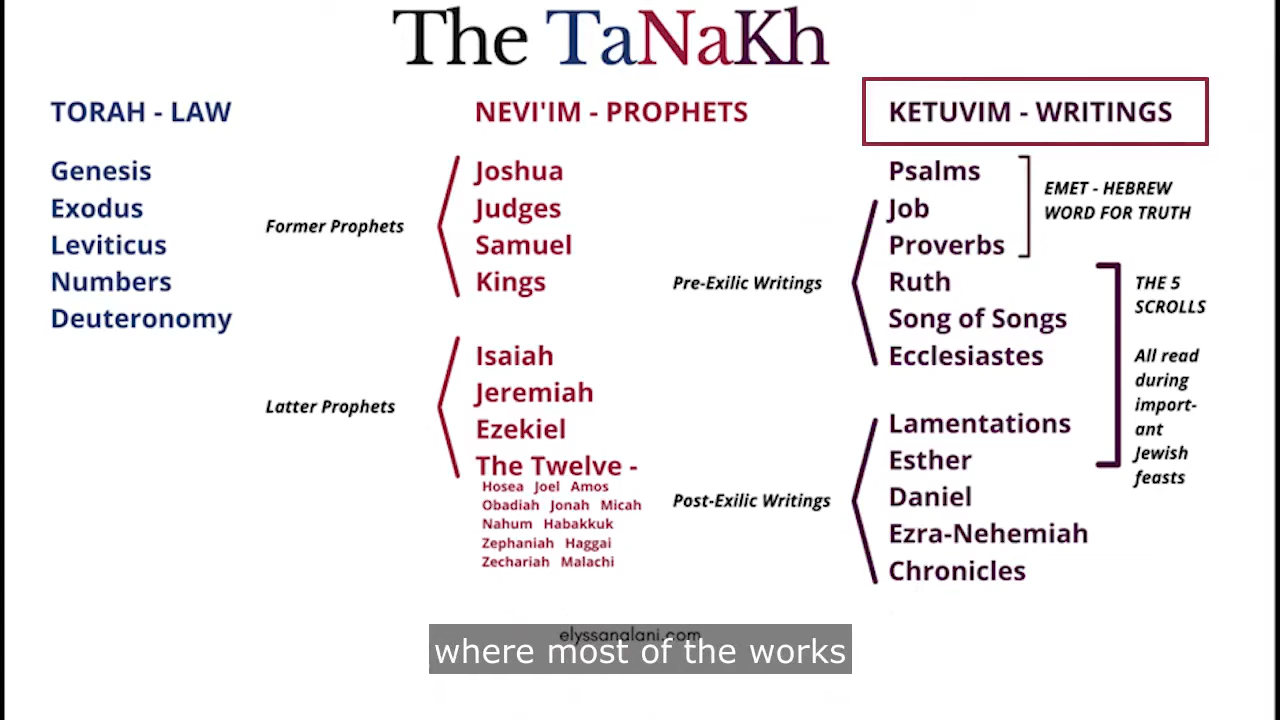 The TaNaKh
TORAH - LAW
Genesis
Exodus
Leviticus
Numbers
Deuteronomy
NEVI'IM - PROPHETS
Former Prophets
Joshua
Judges
Samuel
Kings
Latter Prophets
Isaiah
Jeremiah
Ezekiel
The Twelve -
Hosea Joel Amos
Obadiah Jonah Micah
Nahum Habakkuk
Zephaniah Haggai
Zechariah Malachi
KETUVIM - WRITINGS
Pre-Exilic Writings
Psalms
Job
Proverbs
Ruth
Song of Songs
Ecclesiastes
EMET - HEBREW
WORD FOR TRUTH
Post-Exilic Writings
Lamentations
Esther
Daniel
Ezra-Nehemiah
Chronicles
THE 5
SCROLLS
All read
during
import-
ant
Jewish
feasts
elyssanalani.com
where most of the works